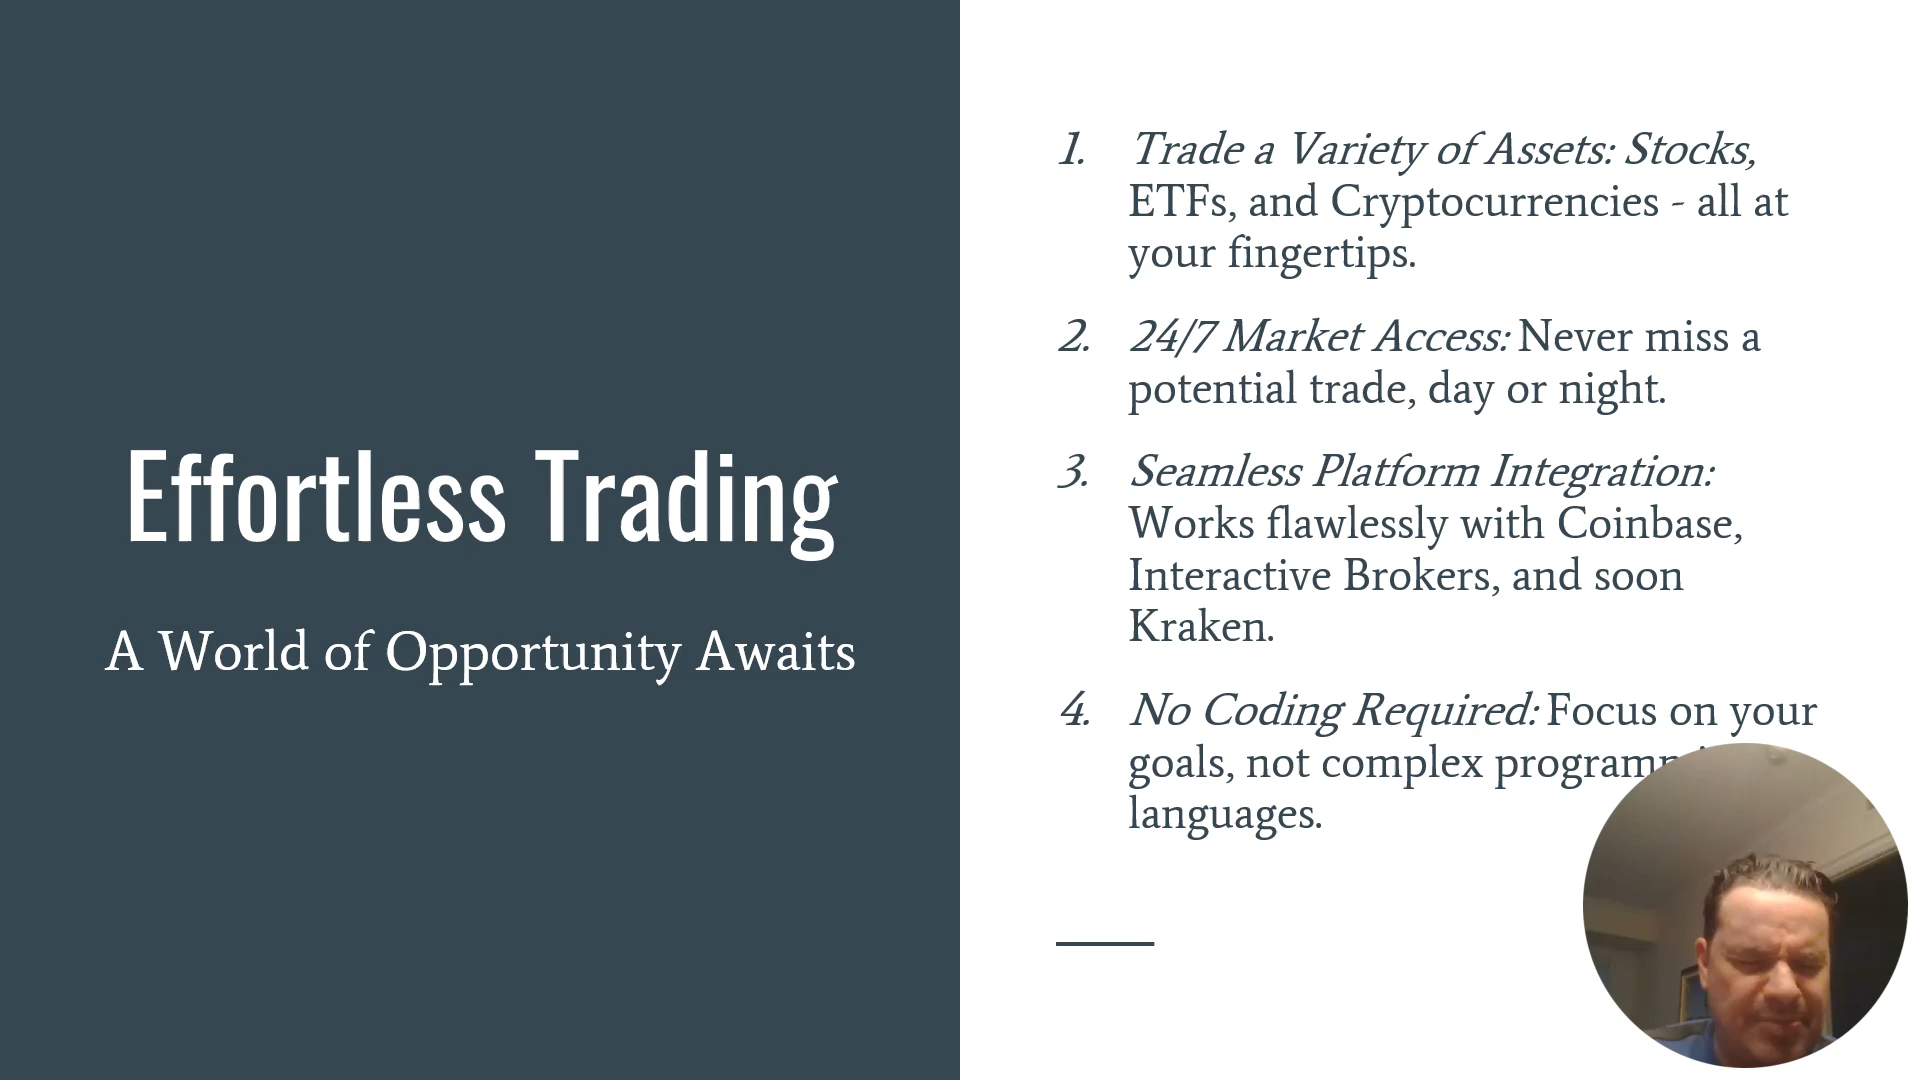 Effortless Trading
A World of Opportunity Awaits
1. Trade a Variety of Assets: Stocks,
ETFs, and Cryptocurrencies - all at
your fingertips.
2. 24/7 Market Access: Never miss a
potential trade, day or night.
3. Seamless Platform Integration:
Works flawlessly with Coinbase,
Interactive Brokers, and soon
Kraken.
4. No Coding Required: Focus on your
goals, not complex
languages.